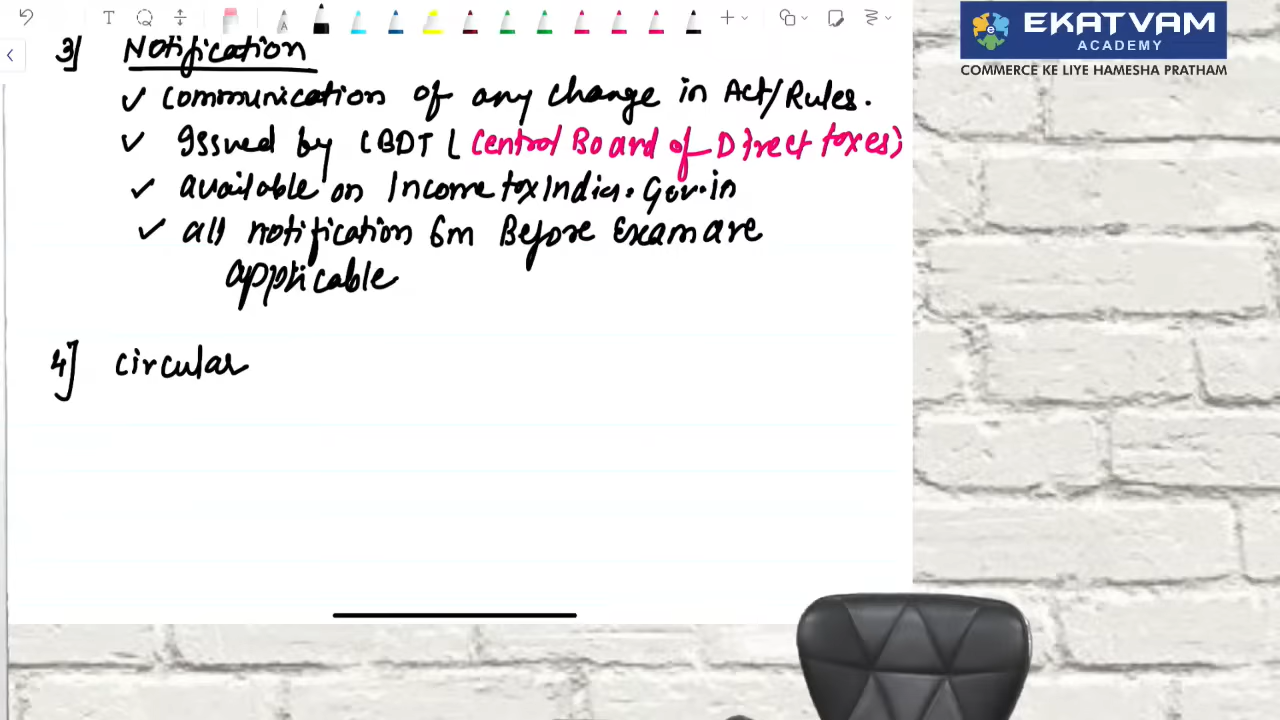 EKATVAM
ACADEMY
COMMERCE KE LIYE HAMESHA PRATHAM
3] Notification
✓ Communication of any change in Act/Rules.
✓ Issued by CBDT ( Central Board of Direct taxes)
✓ available on Incometaxindia.Gov.in
✓ all notification 6m Before Exam are
applicable
4] Circular